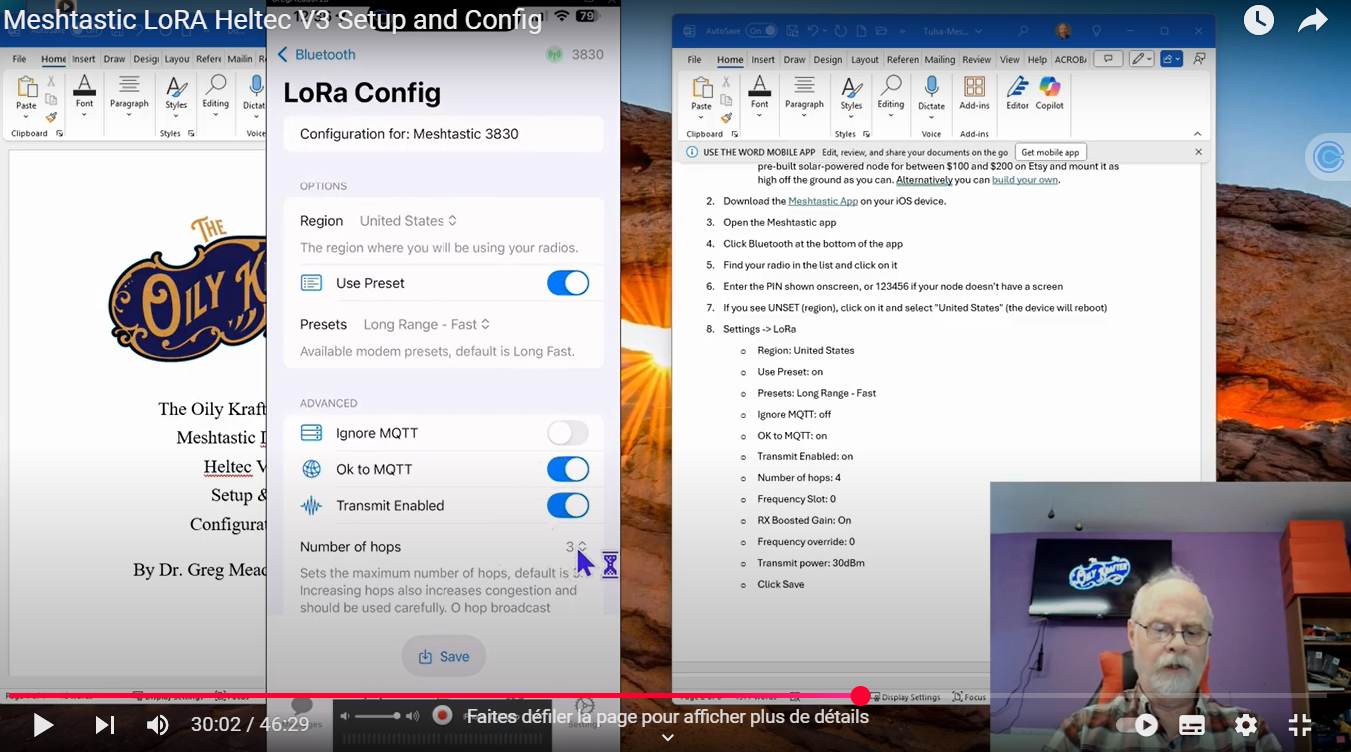 Meshtastic LoRA Heltec V3 Setup and Config
79
AutoSave On
File Home Insert Draw Desig Layout Refere Mailin
Paste
Font
Paragraph
Styles
Editing
Dictat
Clipboard
Styles
Voice
THE
OILY
The Oily Kraft
Meshtastic
Heltec V
Setup &
Configurat
By Dr. Greg Mead
Bluetooth
3830
LoRa Config
Configuration for: Meshtastic 3830
OPTIONS
Region United States
The region where you will be using your radios.
Use Preset
Presets Long Range - Fast
Available modem presets, default is Long Fast.
ADVANCED
Ignore MQTT
Ok to MQTT
Transmit Enabled
Number of hops 3
Sets the maximum number of hops, default is 3.
Increasing hops also increases congestion and
should be used carefully. O hop broadcast
Save
AutoSave On Tulsa-Mes...
File Home Insert Draw Design Layout Referen Mailing Review View Help ACROBA
Paste
Font
Paragraph
Styles
Editing
Dictate
Add-ins
Editor
Copilot
Clipboard
Styles
Voice
Add-ins
USE THE WORD MOBILE APP Edit, review, and share your documents on the go Get mobile app
pre-built solar-powered node for between $100 and $200 on Etsy and mount it as
high off the ground as you can. Alternatively you can build your own.
2. Download the Meshtastic App on your iOS device.
3. Open the Meshtastic app
4. Click Bluetooth at the bottom of the app
5. Find your radio in the list and click on it
6. Enter the PIN shown onscreen, or 123456 if your node doesn't have a screen
7. If you see UNSET (region), click on it and select "United States" (the device will reboot)
8. Settings -> LoRa
o Region: United States
o Use Preset: on
o Presets: Long Range - Fast
o Ignore MQTT: off
o OK to MQTT: on
o Transmit Enabled: on
o Number of hops: 4
o Frequency Slot: 0
o RX Boosted Gain: On
o Frequency override: 0
o Transmit power: 30dBm
o Click Save
OILY KRAFTER
Display Settings Focus
30:02 / 46:29
Faites défiler la page pour afficher plus de détails